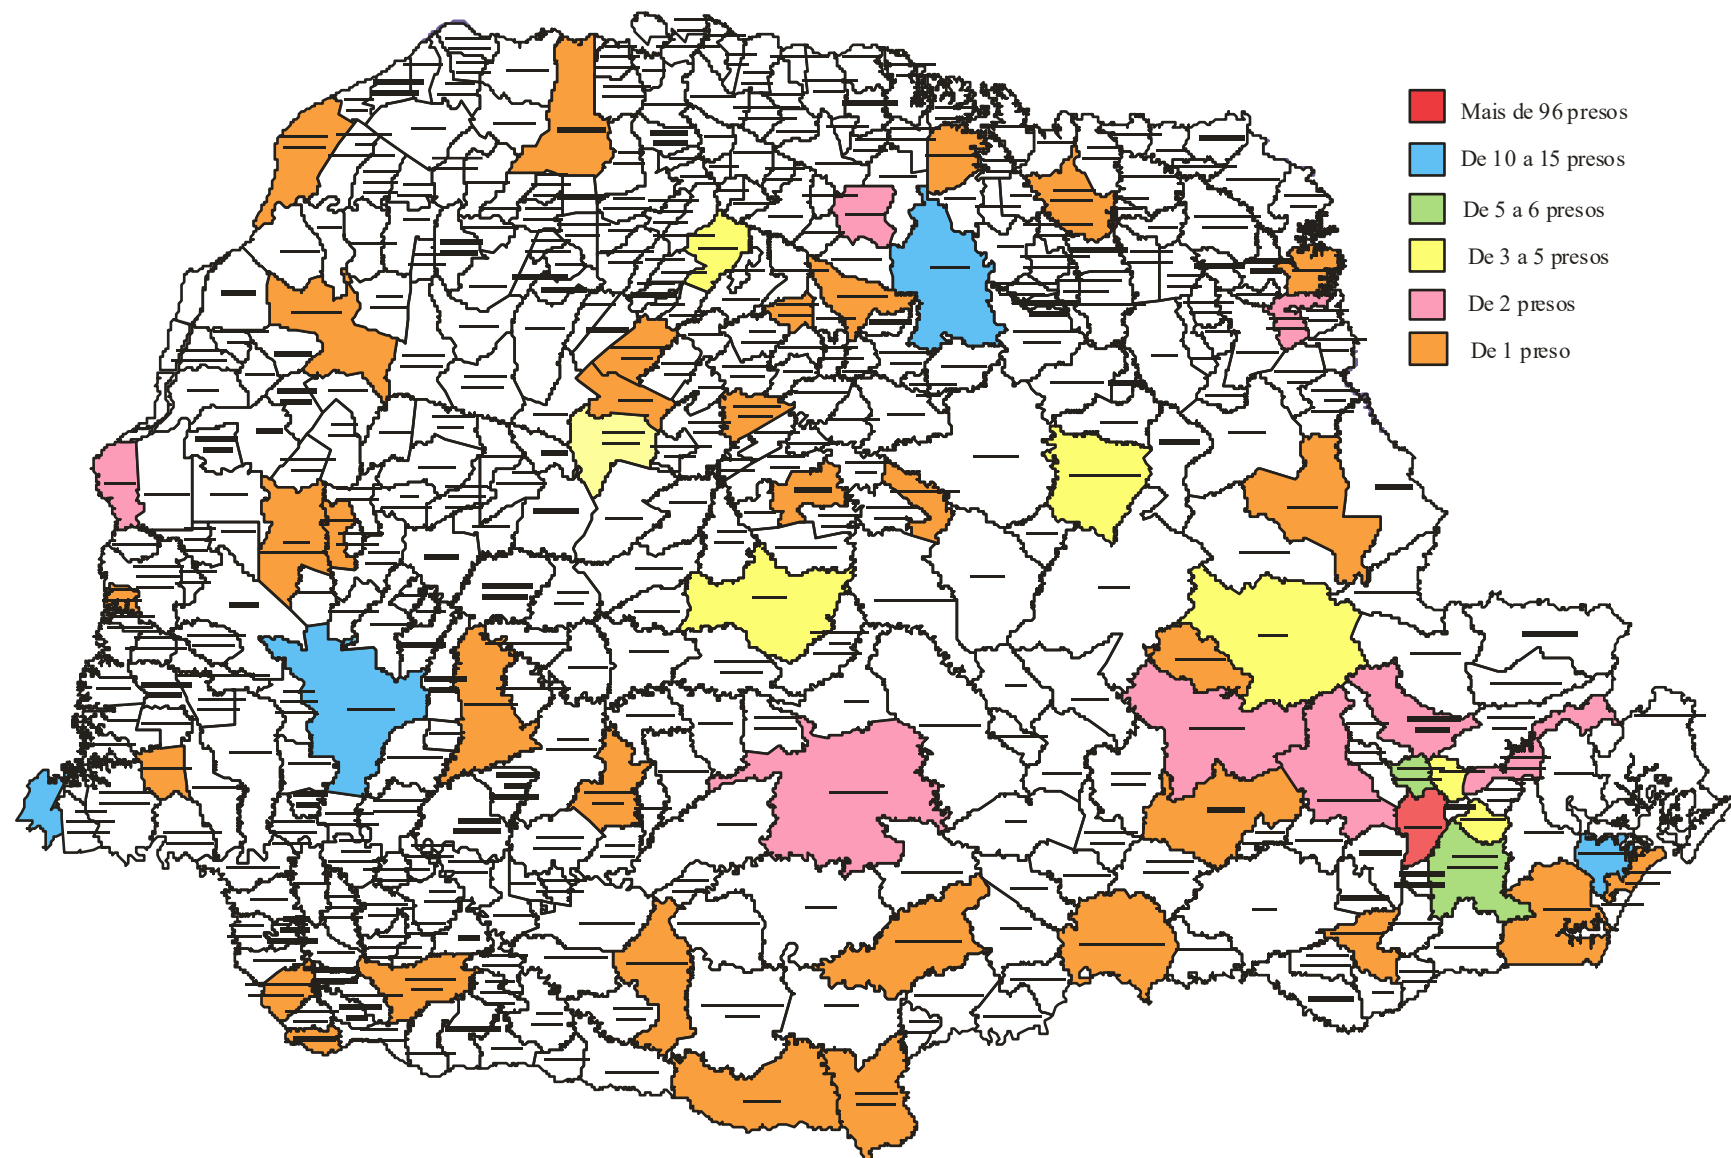 Mais de 96 presos
De 10 a 15 presos
De 5 a 6 presos
De 3 a 5 presos
De 2 presos
De 1 preso